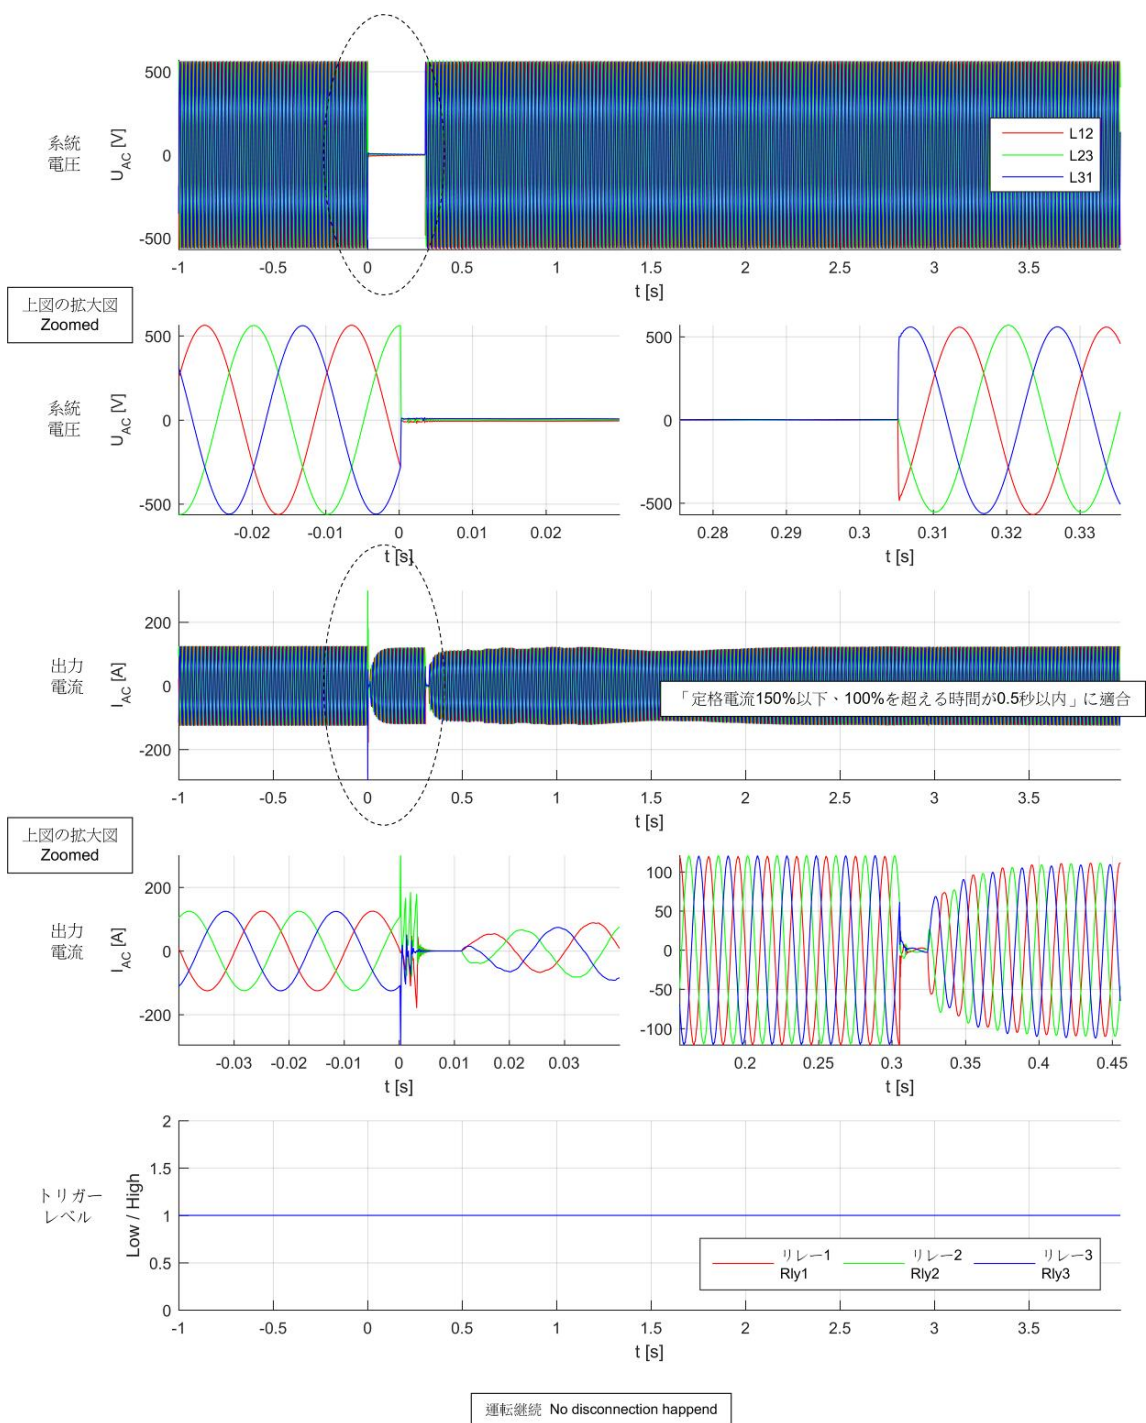 系統
電圧
U_AC [V]
500
0
-500
L12
L23
L31
-1 -0.5 0 0.5 1 1.5 2 2.5 3 3.5
t [s]
上図の拡大図
Zoomed
系統
電圧
U_AC [V]
500
0
-500
-0.02 -0.01 0 0.01 0.02
t [s]
500
0
-500
0.28 0.29 0.3 0.31 0.32 0.33
t [s]
出力
電流
I_AC [A]
200
0
-200
「定格電流150%以下、100%を超える時間が0.5秒以内」に適合
-1 -0.5 0 0.5 1 1.5 2 2.5 3 3.5
t [s]
上図の拡大図
Zoomed
出力
電流
I_AC [A]
200
0
-200
-0.03 -0.02 -0.01 0 0.01 0.02 0.03
t [s]
100
50
0
-50
-100
0.2 0.25 0.3 0.35 0.4 0.45
t [s]
トリガー
レベル
Low / High
2
1.5
1
0.5
0
リレー1 リレー2 リレー3
Rly1 Rly2 Rly3
-1 -0.5 0 0.5 1 1.5 2 2.5 3 3.5
t [s]
運転継続 No disconnection happend